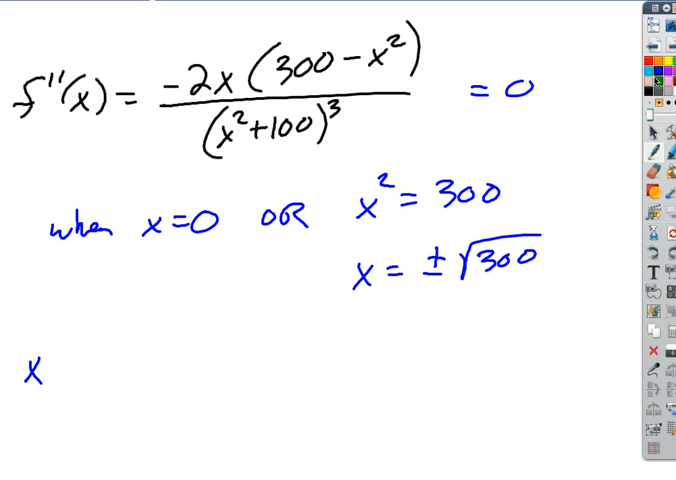 f''(x) = -2x(300 - x²) / (x² + 100)³ = 0
when x = 0 OR x² = 300
x = ± √300
x